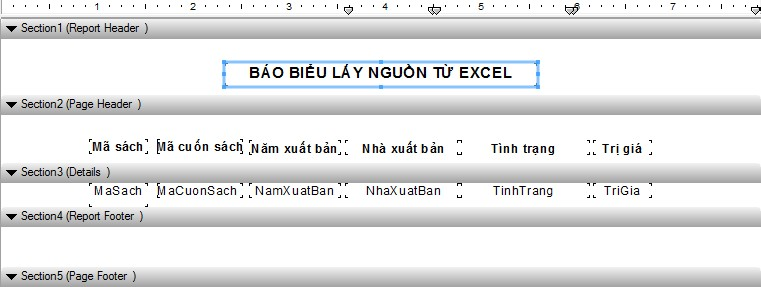 1 2 3 4 5 6 7
Section1 (Report Header )
BÁO BIỂU LẤY NGUỒN TỪ EXCEL
Section2 (Page Header )
Mã sách Mã cuốn sách Năm xuất bản Nhà xuất bản Tình trạng Trị giá
Section3 (Details )
MaSach MaCuonSach NamXuatBan NhaXuatBan TinhTrang TriGia
Section4 (Report Footer )
Section5 (Page Footer )